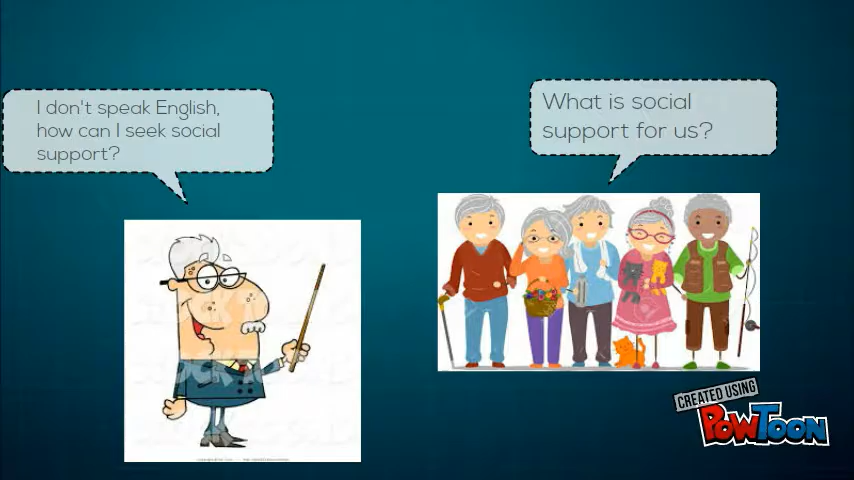 I don't speak English,
how can I seek social
support?
What is social
support for us?
CREATED USING
POWTOON